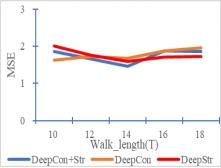 3
2
MSE
1
0
10 12 14 16 18
Walk_length(T)
DeepCon+Str DeepCon DeepStr